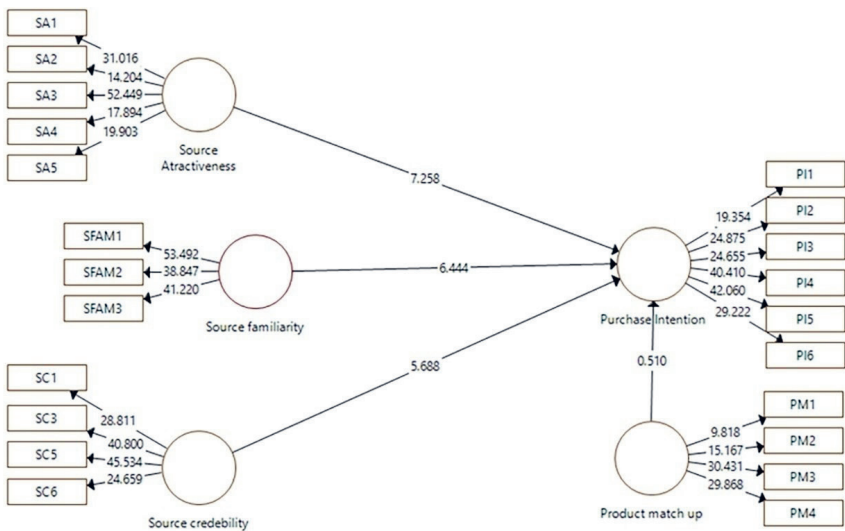 SA1
31.016
SA2
14.204
SA3
52.449
SA4
17.894
19.903
SA5
Source
Atractiveness
7.258
SFAM1
53.492
SFAM2
38.847
41.220
SFAM3
Source familiarity
6.444
SC1
28.811
SC3
40.800
SC5
45.534
24.659
SC6
Source credebility
5.688
PI1
19.354
PI2
24.875
PI3
24.655
40.410
PI4
42.060
PI5
29.222
PI6
Purchase Intention
0.510
PM1
9.818
PM2
15.167
30.431
PM3
29.868
PM4
Product match up